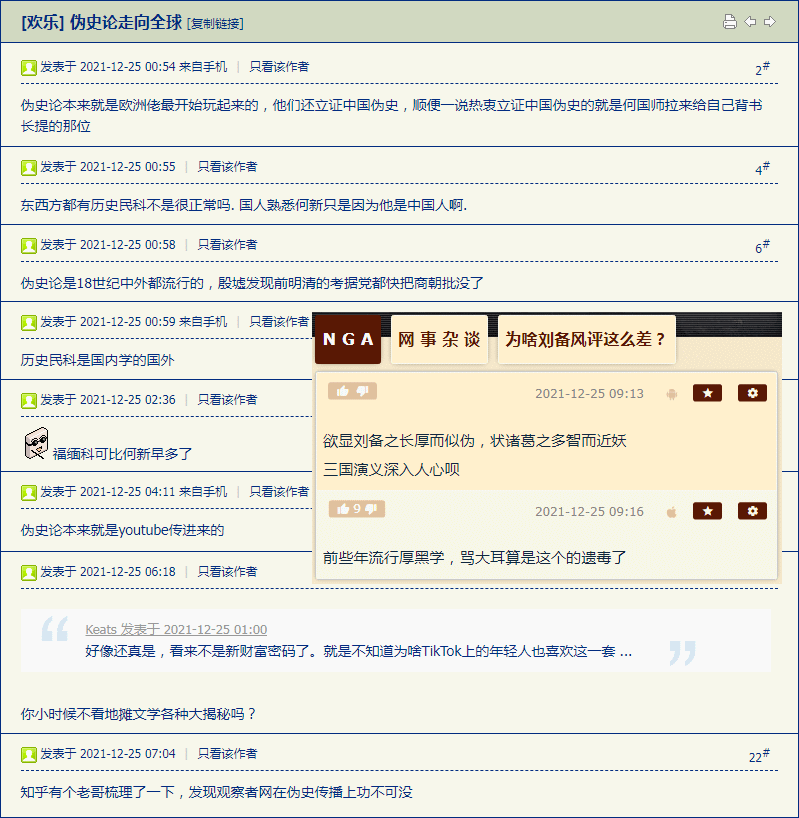 [欢乐] 伪史论走向全球 [复制链接]
发表于 2021-12-25 00:54 来自手机 | 只看该作者
2#
伪史论本来就是欧洲佬最开始玩起来的，他们还立证中国伪史，顺便一说热衷立证中国伪史的就是何国师拉来给自己背书
长提的那位
发表于 2021-12-25 00:55 | 只看该作者
4#
东西方都有历史民科不是很正常吗. 国人熟悉何新只是因为他是中国人啊.
发表于 2021-12-25 00:58 | 只看该作者
6#
伪史论是18世纪中外都流行的，殷墟发现前明清的考据党都快把商朝批没了
发表于 2021-12-25 00:59 来自手机 | 只看该作者
历史民科是国内学的国外
发表于 2021-12-25 02:36 | 只看该作者
福缅科可比何新早多了
发表于 2021-12-25 04:11 来自手机 | 只看该作者
伪史论本来就是youtube传进来的
发表于 2021-12-25 06:18 | 只看该作者
NGA 网事杂谈 为啥刘备风评这么差？
2021-12-25 09:13
欲显刘备之长厚而似伪，状诸葛之多智而近妖
三国演义深入人心呗
9
2021-12-25 09:16
前些年流行厚黑学，骂大耳算是这个的遗毒了
Keats 发表于 2021-12-25 01:00
好像还真是，看来不是新财富密码了。就是不知道为啥TikTok上的年轻人也喜欢这一套 ...
你小时候不看地摊文学各种大揭秘吗？
发表于 2021-12-25 07:04 | 只看该作者
22#
知乎有个老哥梳理了一下，发现观察者网在伪史传播上功不可没